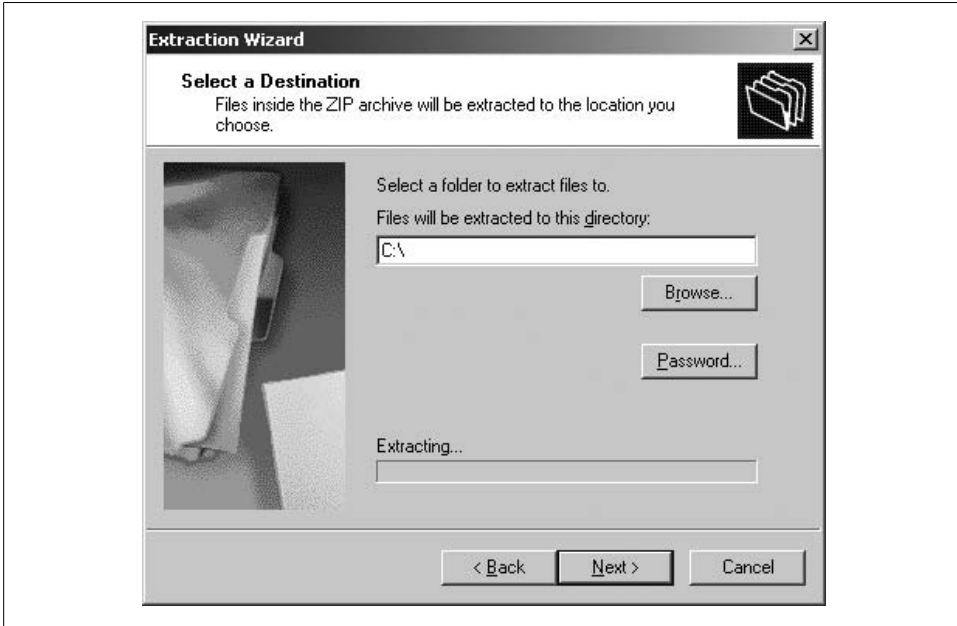 Extraction Wizard
Select a Destination
Files inside the ZIP archive will be extracted to the location you
choose.
Select a folder to extract files to.
Files will be extracted to this directory:
C:\
Browse...
Password...
Extracting...
< Back
Next >
Cancel